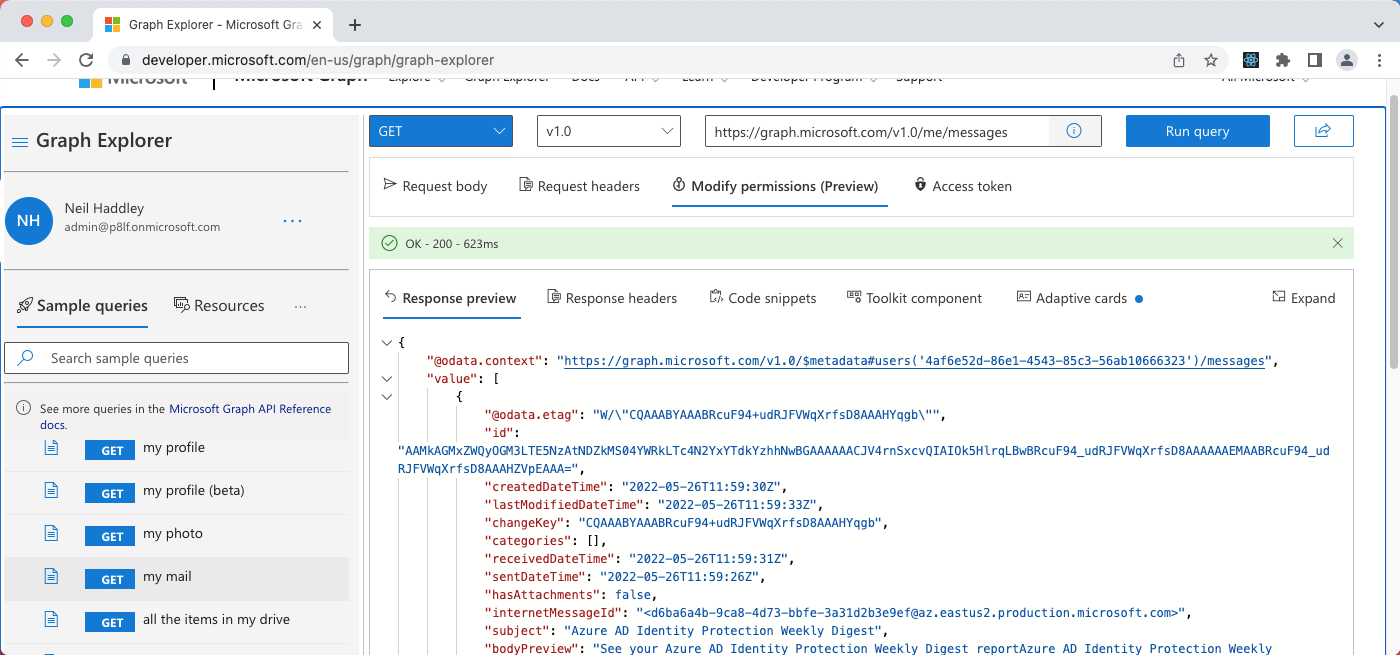 Graph Explorer - Microsoft Gra
developer.microsoft.com/en-us/graph/graph-explorer
Microsoft Microsoft Graph Explore Graph Explorer Docs API Learn Developer Program Support All Microsoft
Graph Explorer
NH
Neil Haddley
admin@p8lf.onmicrosoft.com
...
Sample queries Resources ...
Search sample queries
See more queries in the Microsoft Graph API Reference
docs.
GET my profile
GET my profile (beta)
GET my photo
GET my mail
GET all the items in my drive
GET v1.0 https://graph.microsoft.com/v1.0/me/messages Run query
Request body Request headers Modify permissions (Preview) Access token
OK - 200 - 623ms
Response preview Response headers Code snippets Toolkit component Adaptive cards Expand
{
"@odata.context": "https://graph.microsoft.com/v1.0/$metadata#users('4af6e52d-86e1-4543-85c3-56ab10666323')/messages",
"value": [
{
"@odata.etag": "W/\"CQAAABYAAABRcuF94+udRJFVWqXrfsD8AAAHYqgb\"",
"id":
"AAMkAGMxZWQyOGM3LTE5NzAtNDZkMS04YWRkLTc4N2YxYTdkYzhhNwBGAAAAAACJV4rnSxcvQIAIOk5HlrqLBwBRcuF94_udRJFVWqXrfsD8AAAAAAEMAABRcuF94_ud
RJFVWqXrfsD8AAAHZVpEAAA=",
"createdDateTime": "2022-05-26T11:59:30Z",
"lastModifiedDateTime": "2022-05-26T11:59:33Z",
"changeKey": "CQAAABYAAABRcuF94+udRJFVWqXrfsD8AAAHYqgb",
"categories": [],
"receivedDateTime": "2022-05-26T11:59:31Z",
"sentDateTime": "2022-05-26T11:59:26Z",
"hasAttachments": false,
"internetMessageId": "<d6ba6a4b-9ca8-4d73-bbfe-3a31d2b3e9ef@az.eastus2.production.microsoft.com>",
"subject": "Azure AD Identity Protection Weekly Digest",
"bodyPreview": "See your Azure AD Identity Protection Weekly Digest reportAzure AD Identity Protection Weekly